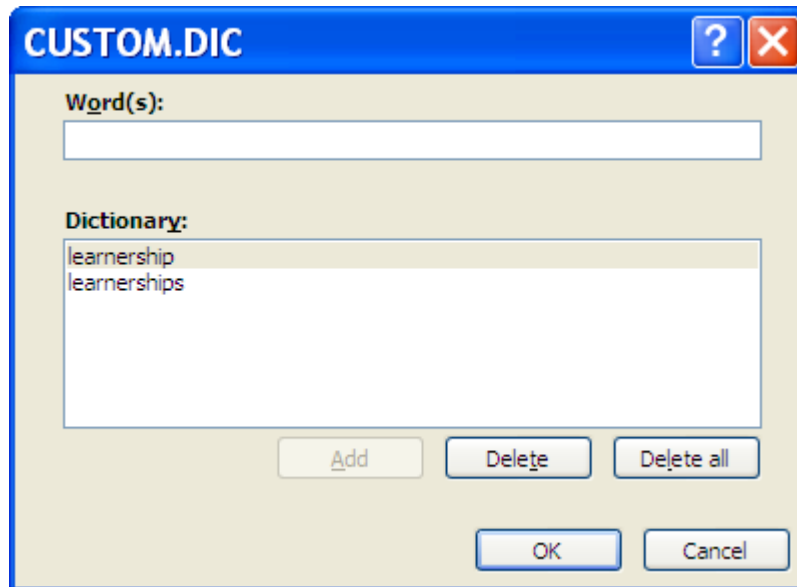 CUSTOM.DIC
?
Word(s):
Dictionary:
learnership
learnerships
Add Delete Delete all
OK Cancel